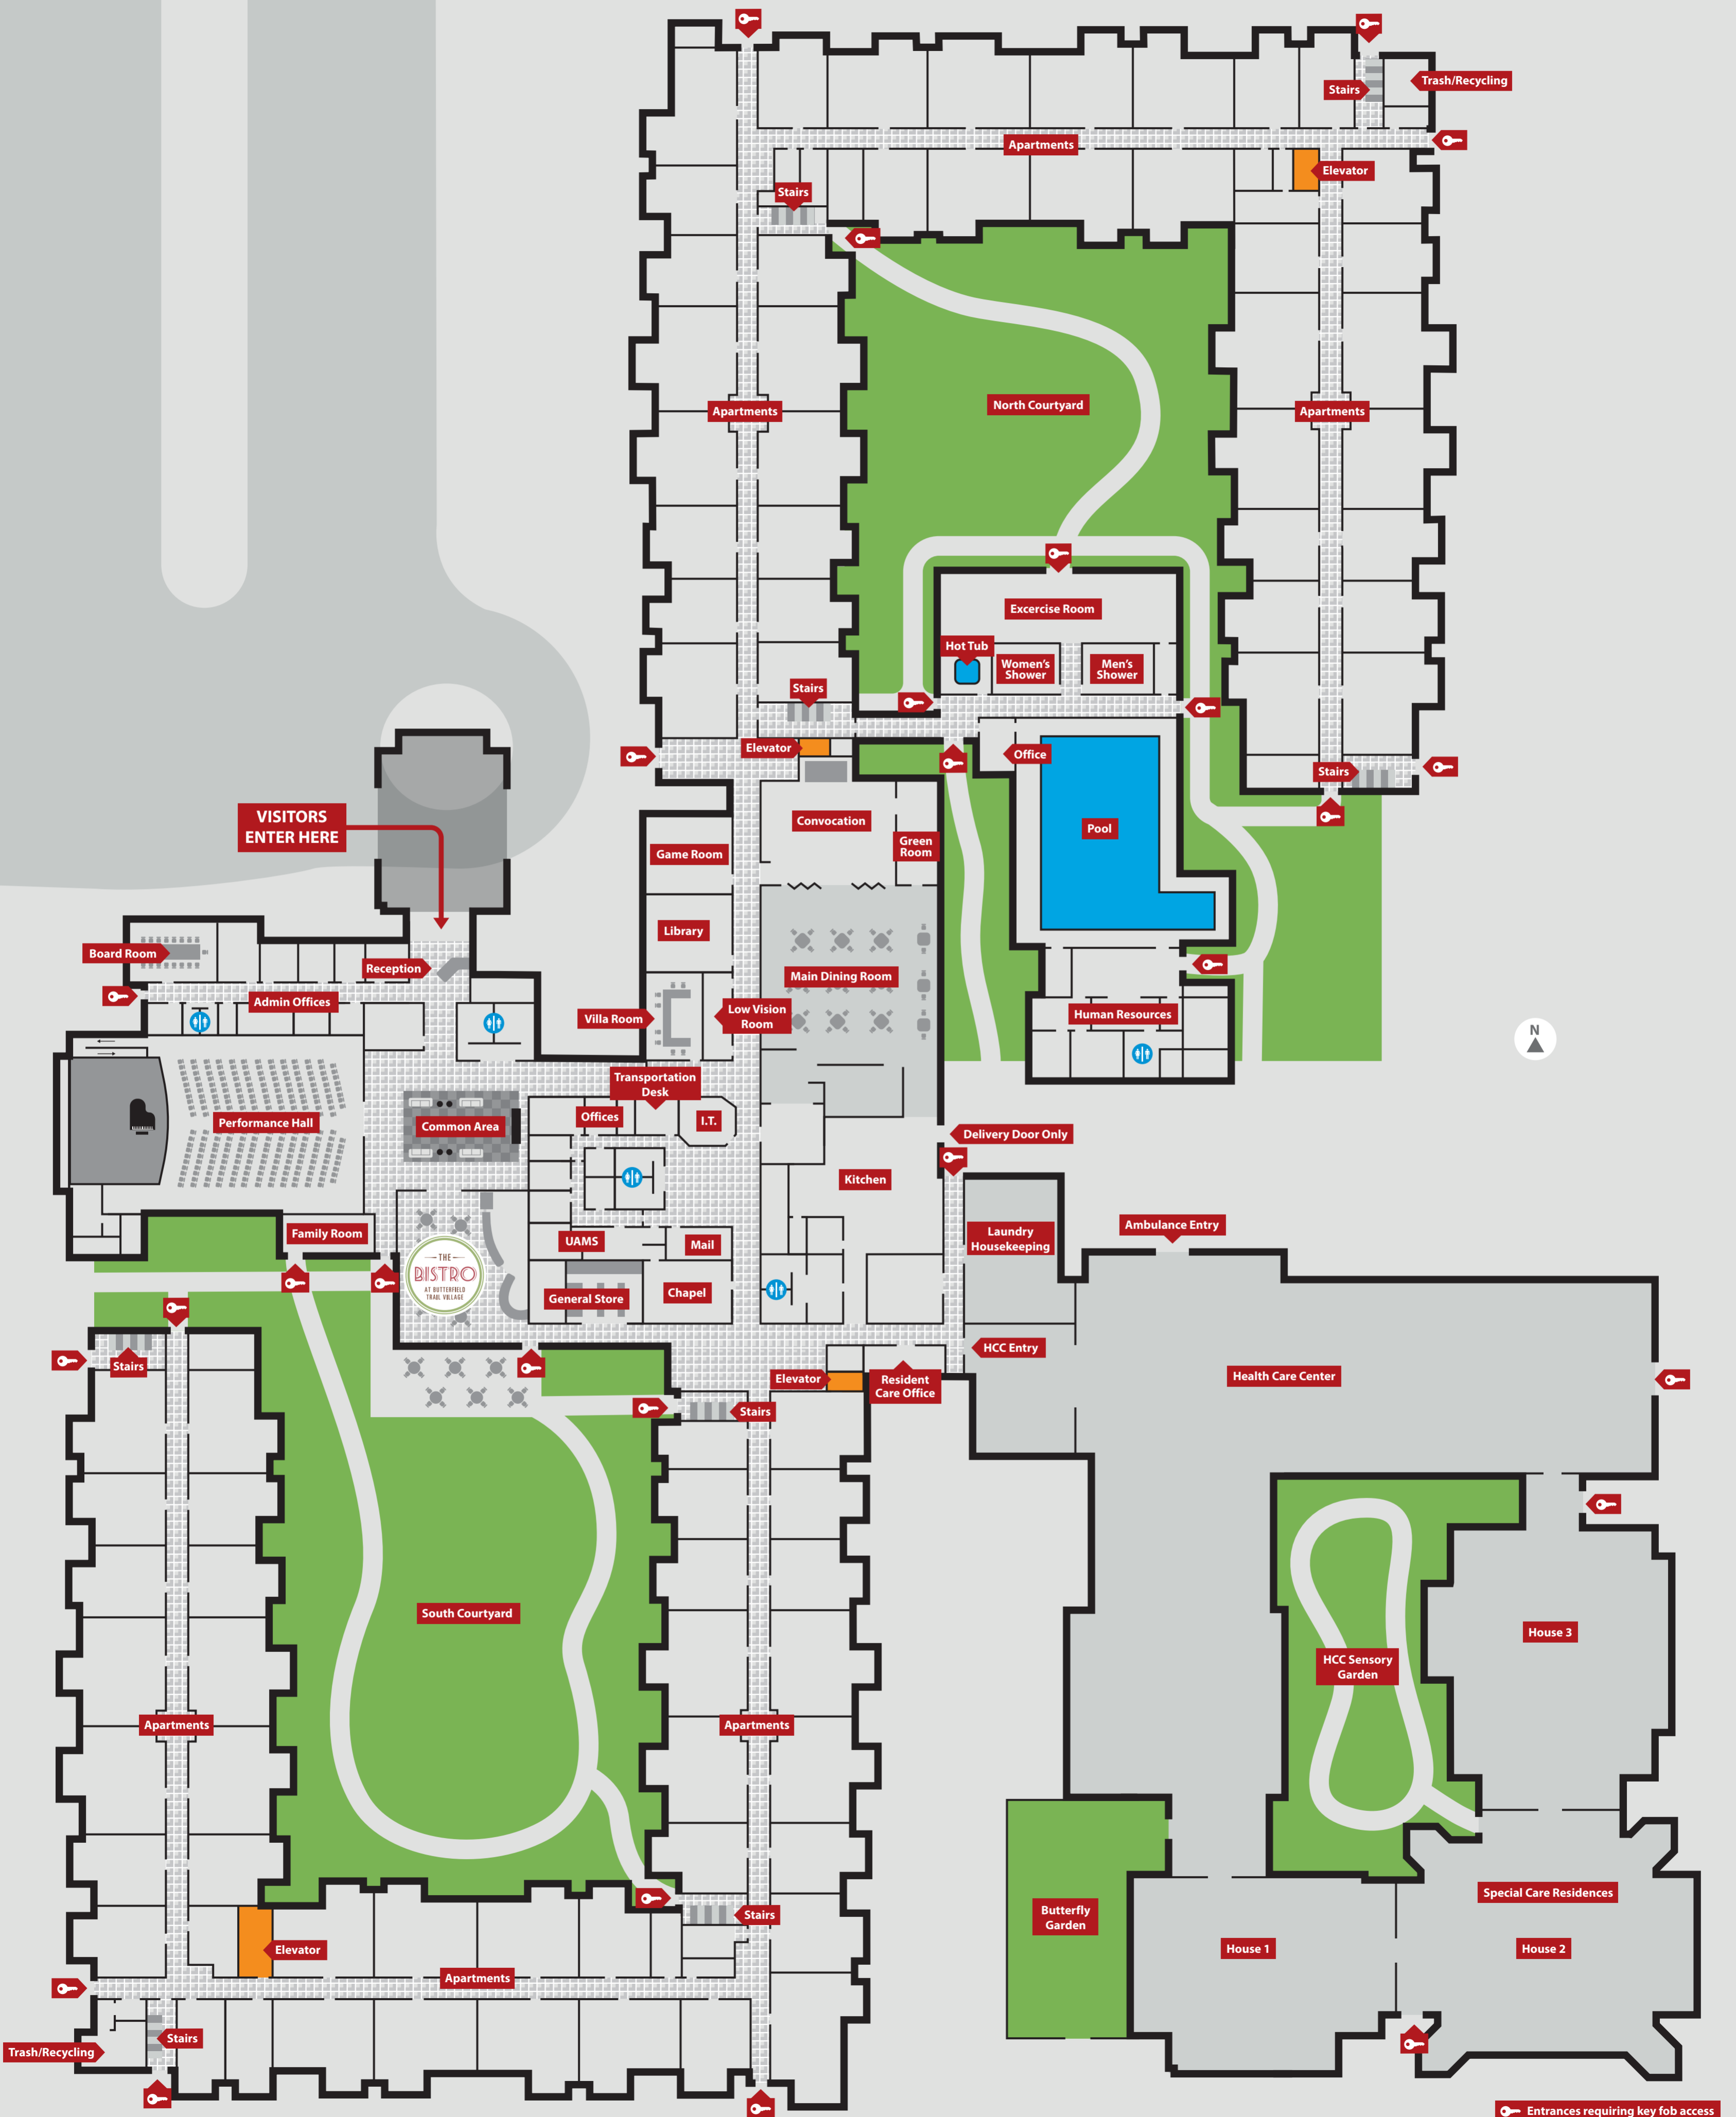 Stairs
Trash/Recycling
Apartments
Elevator
Stairs
North Courtyard
Apartments
Apartments
Excercise Room
Hot Tub
Women's
Shower
Men's
Shower
Stairs
Elevator
Office
Stairs
VISITORS
ENTER HERE
Convocation
Pool
Green
Room
Game Room
Library
Board Room
Reception
Main Dining Room
Admin Offices
Villa Room
Low Vision
Room
Human Resources
N
Transportation
Desk
Offices
I.T.
Performance Hall
Common Area
Delivery Door Only
Kitchen
Family Room
Laundry
Housekeeping
Ambulance Entry
UAMS
Mail
THE
BISTRO
AT BUTTERFIELD
TRAIL VILLAGE
General Store
Chapel
HCC Entry
Stairs
Elevator
Resident
Care Office
Health Care Center
Stairs
South Courtyard
House 3
HCC Sensory
Garden
Apartments
Apartments
Special Care Residences
Butterfly
Garden
Stairs
House 1
House 2
Elevator
Apartments
Stairs
Trash/Recycling
Entrances requiring key fob access